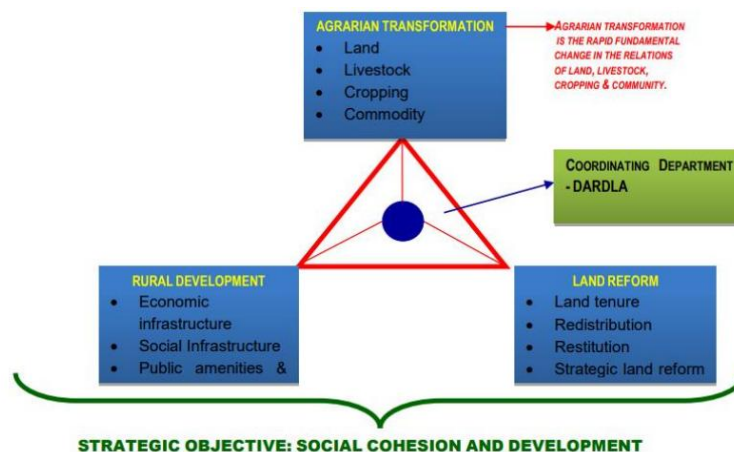 AGRARIAN TRANSFORMATION
• Land
• Livestock
• Cropping
• Commodity
AGRARIAN TRANSFORMATION
IS THE RAPID FUNDAMENTAL
CHANGE IN THE RELATIONS
OF LAND, LIVESTOCK,
CROPPING & COMMUNITY.
COORDINATING DEPARTMENT
- DARDLA
RURAL DEVELOPMENT
• Economic
infrastructure
• Social Infrastructure
• Public amenities &
LAND REFORM
• Land tenure
• Redistribution
• Restitution
• Strategic land reform
STRATEGIC OBJECTIVE: SOCIAL COHESION AND DEVELOPMENT